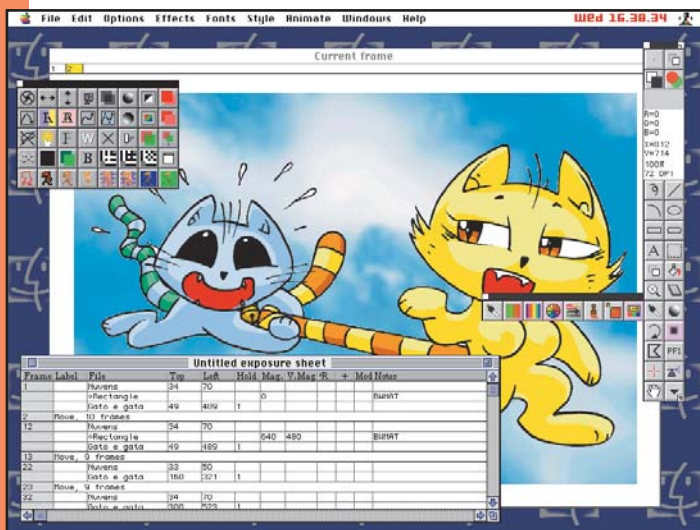 File Edit Options Effects Fonts Style Animate Windows Help Wed 16.38.34
Current frame
1 2
R=0
G=0
B=0
X=812
Y=714
100%
72 DPI
A
B
PF1
Untitled exposure sheet
Frame Label File Top Left Hold Mag. V.Mag R + Mod Notes
1 Nuvens 34 70
=Rectangle 0 BWMAT
Gato e gata 49 489 1
2 Move, 10 frames
12 Nuvens 34 70
=Rectangle 640 480 BWMAT
Gato e gata 49 489 1
13 Move, 9 frames
22 Nuvens 33 50
Gato e gata 160 321 1
23 Move, 9 frames
32 Nuvens 34 70
Gato e gata 300 523 1